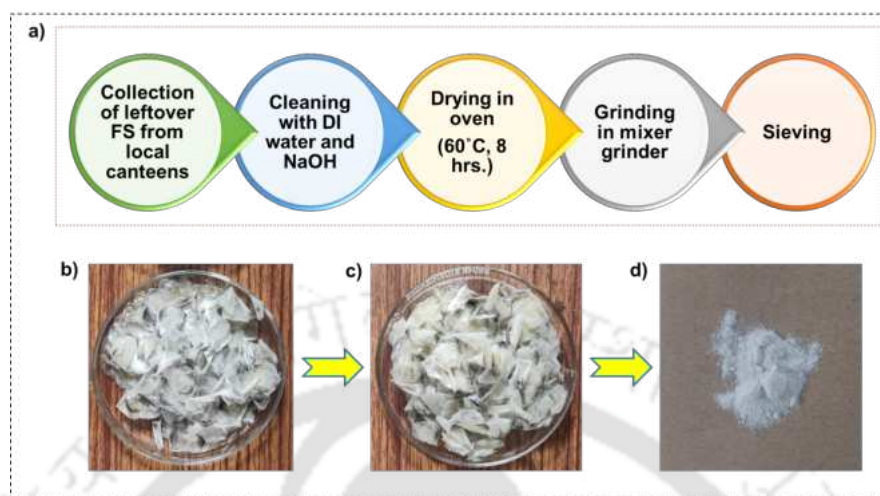 a)
Collection
of leftover
FS from
local
canteens
Cleaning
with DI
water and
NaOH
Drying in
oven
(60˚C, 8
hrs.)
Grinding
in mixer
grinder
Sieving
b)
c)
d)